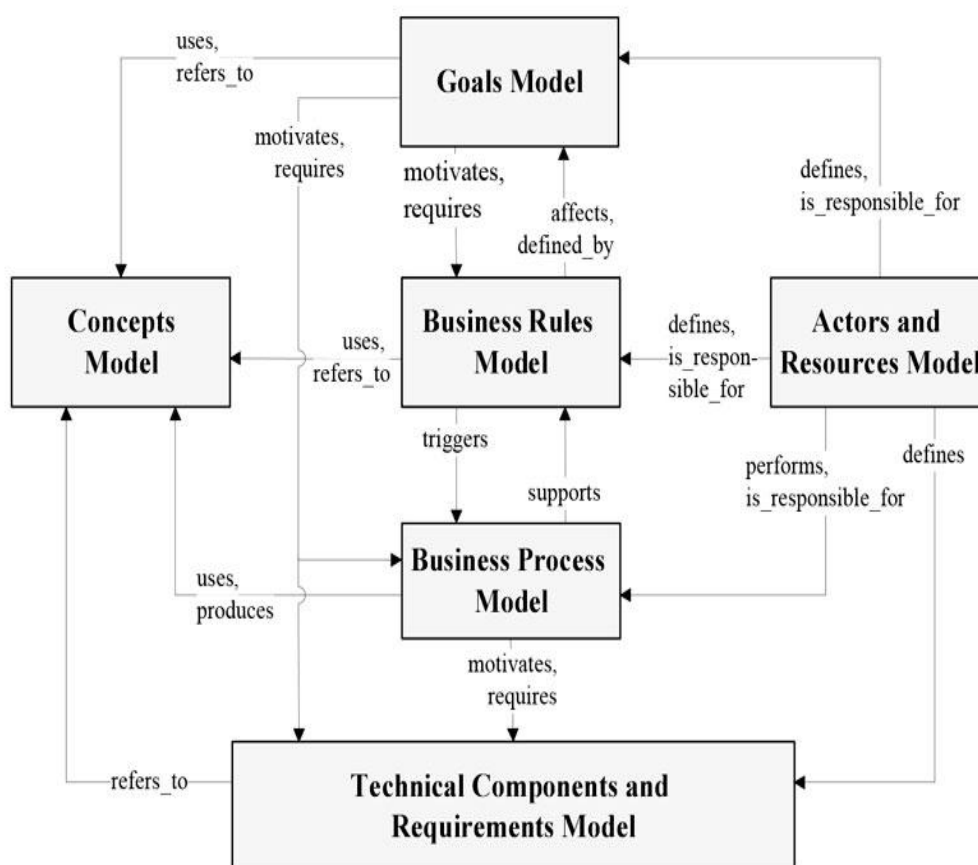 uses,
refers_to
Goals Model
motivates,
requires
motivates,
requires
affects,
defined_by
defines,
is_responsible_for
Concepts
Model
uses,
refers_to
Business Rules
Model
defines,
is_respon-
sible_for
Actors and
Resources Model
triggers
supports
performs,
is_responsible_for
defines
uses,
produces
Business Process
Model
motivates,
requires
refers_to
Technical Components and
Requirements Model